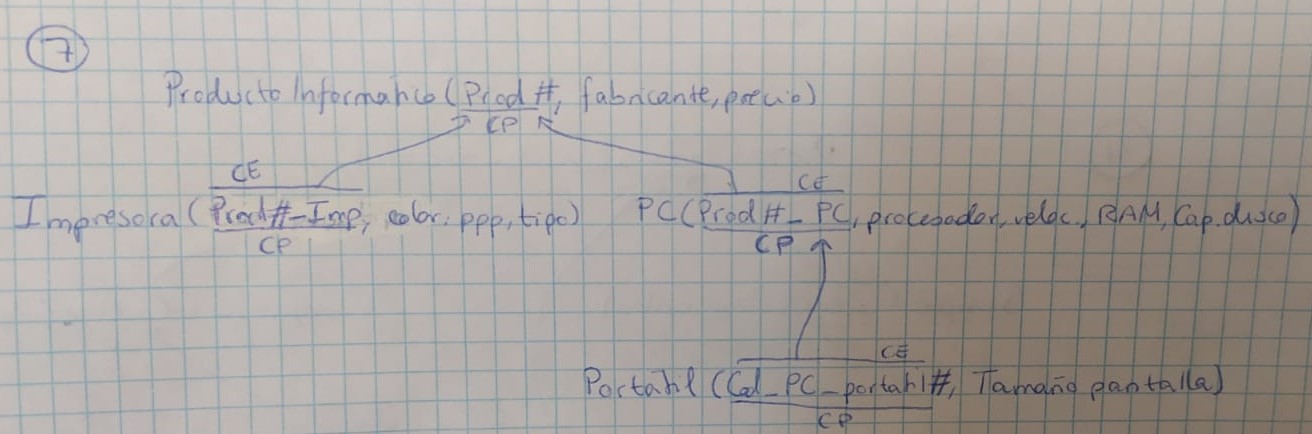 7
Producto Informatico (Prod #, fabricante, precio)
CP
CE
CE
Impresora (Prod#-Imp, color, ppp, tipo) PC (Prod #_PC, procesador, veloc., RAM, Cap. disco)
CP
CP
CE
Portatil (Cod_PC_portatil#, Tamaño pantalla)
CP